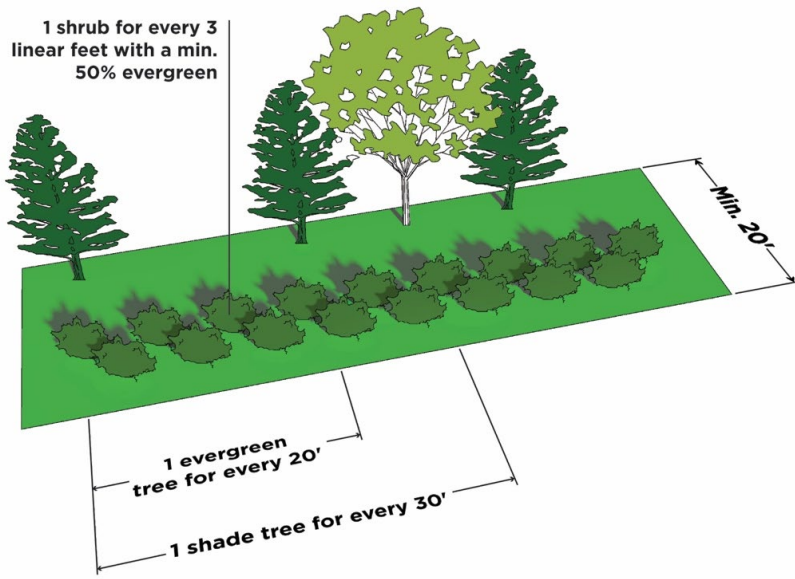 1 shrub for every 3
linear feet with a min.
50% evergreen
Min. 20'
1 evergreen
tree for every 20'
1 shade tree for every 30'